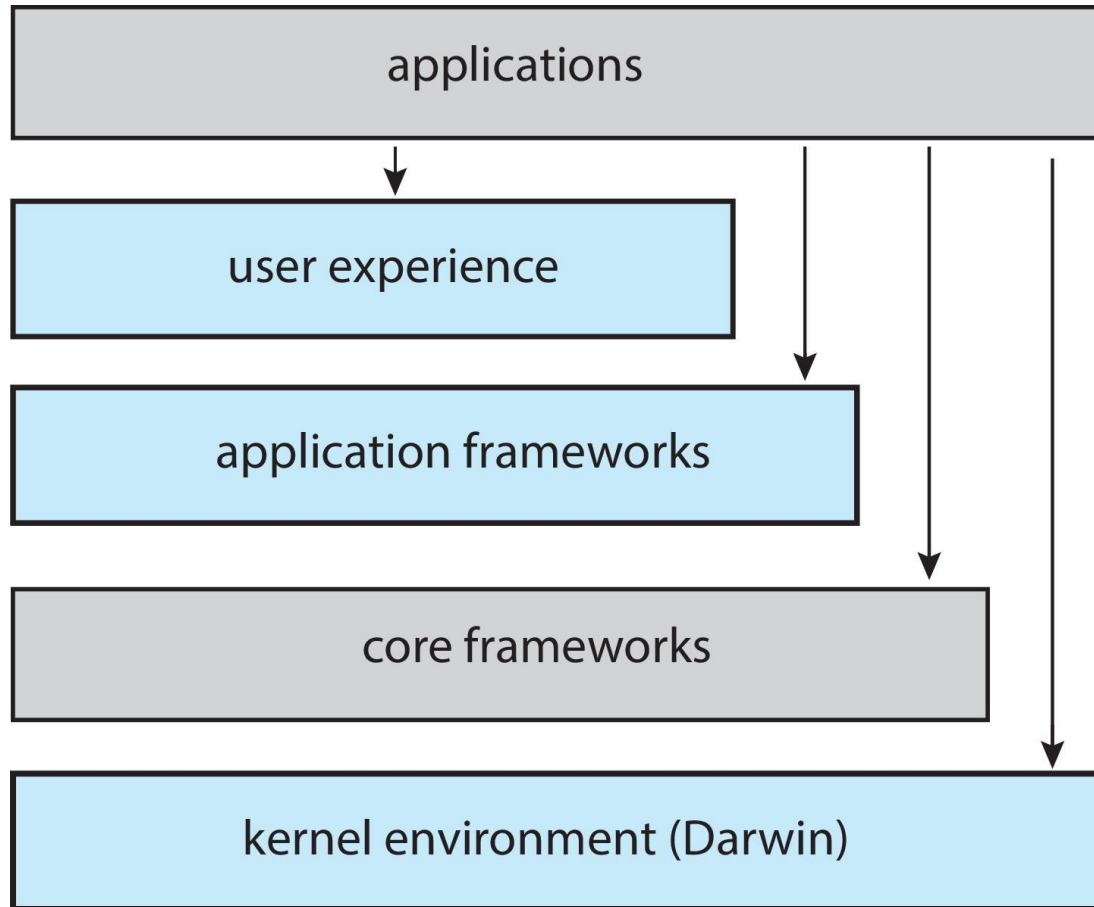 applications
user experience
application frameworks
core frameworks
kernel environment (Darwin)